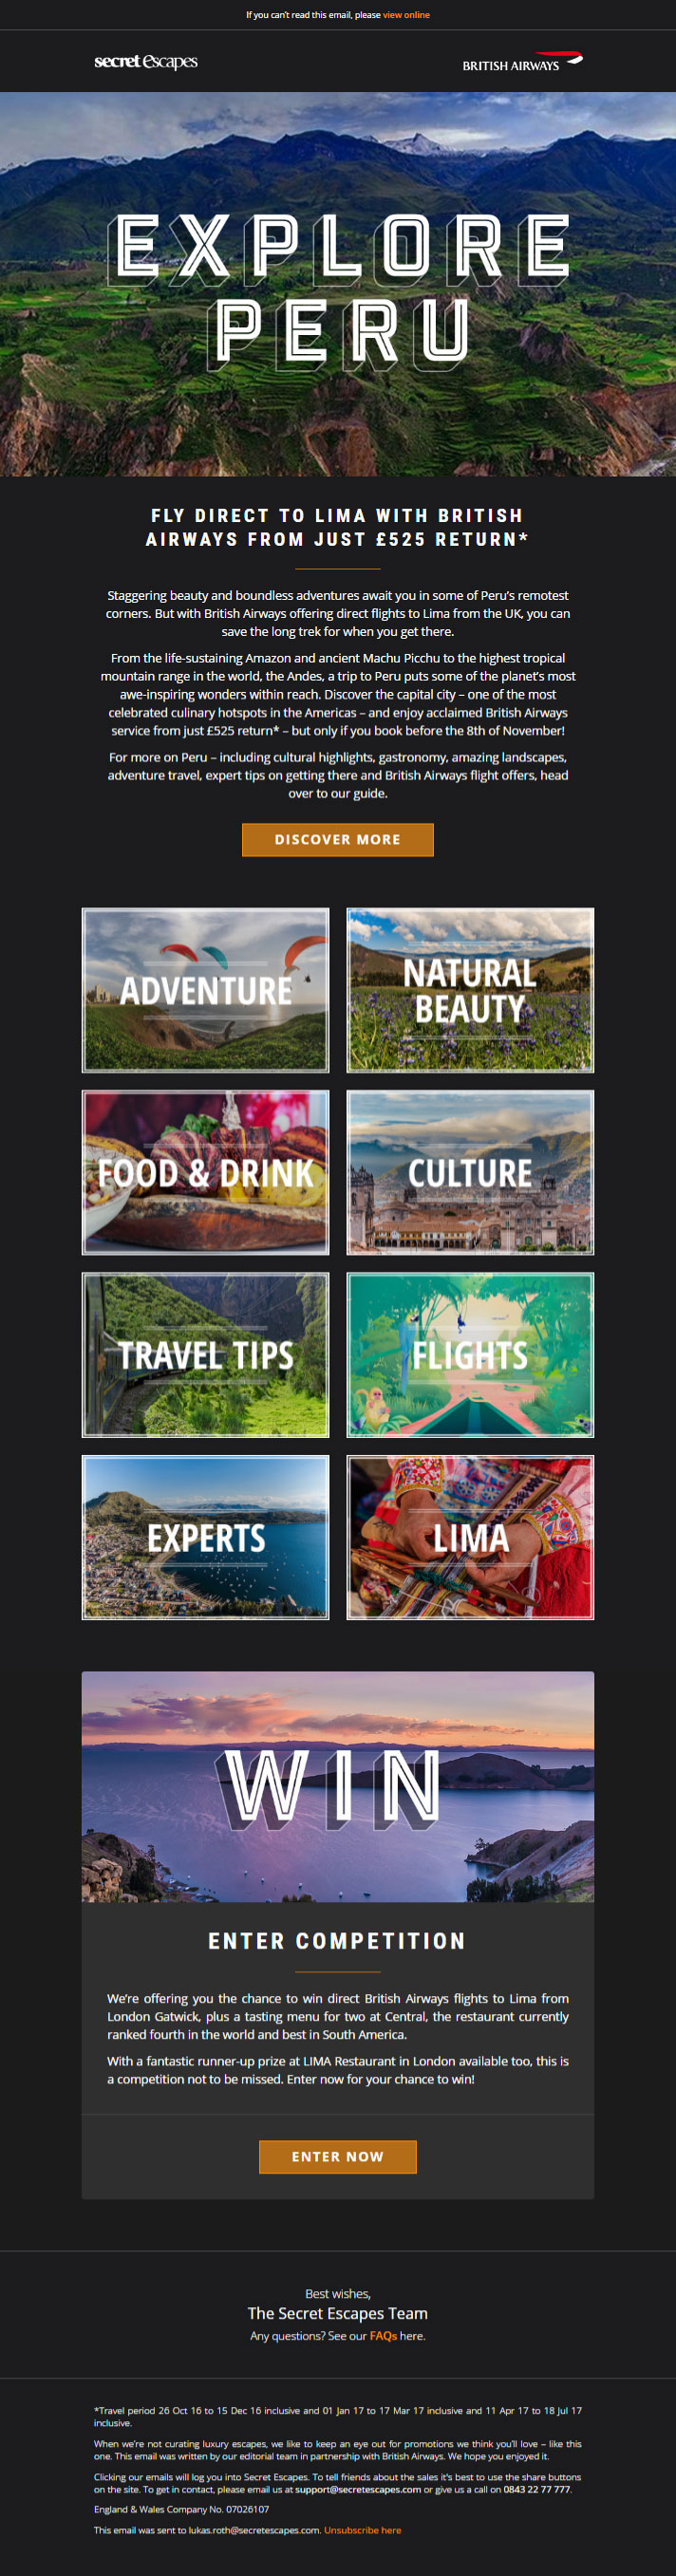 If you can't read this email, please view online
secret escapes
BRITISH AIRWAYS
EXPLORE
PERU
FLY DIRECT TO LIMA WITH BRITISH
AIRWAYS FROM JUST £525 RETURN*
Staggering beauty and boundless adventures await you in some of Peru's remotest
corners. But with British Airways offering direct flights to Lima from the UK, you can
save the long trek for when you get there.
From the life-sustaining Amazon and ancient Machu Picchu to the highest tropical
mountain range in the world, the Andes, a trip to Peru puts some of the planet's most
awe-inspiring wonders within reach. Discover the capital city – one of the most
celebrated culinary hotspots in the Americas – and enjoy acclaimed British Airways
service from just £525 return* – but only if you book before the 8th of November!
For more on Peru – including cultural highlights, gastronomy, amazing landscapes,
adventure travel, expert tips on getting there and British Airways flight offers, head
over to our guide.
DISCOVER MORE
ADVENTURE
NATURAL
BEAUTY
FOOD & DRINK
CULTURE
TRAVEL TIPS
FLIGHTS
EXPERTS
LIMA
WIN
ENTER COMPETITION
We're offering you the chance to win direct British Airways flights to Lima from
London Gatwick, plus a tasting menu for two at Central, the restaurant currently
ranked fourth in the world and best in South America.
With a fantastic runner-up prize at LIMA Restaurant in London available too, this is
a competition not to be missed. Enter now for your chance to win!
ENTER NOW
Best wishes,
The Secret Escapes Team
Any questions? See our FAQs here.
*Travel period 26 Oct 16 to 15 Dec 16 inclusive and 01 Jan 17 to 17 Mar 17 inclusive and 11 Apr 17 to 18 Jul 17
inclusive.
When we're not curating luxury escapes, we like to keep an eye out for promotions we think you'll love – like this
one. This email was written by our editorial team in partnership with British Airways. We hope you enjoyed it.
Clicking our emails will log you into Secret Escapes. To tell friends about the sales it's best to use the share buttons
on the site. To get in contact, please email us at support@secretescapes.com or give us a call on 0843 22 77 777.
England & Wales Company No. 07026107
This email was sent to lukas.roth@secretescapes.com. Unsubscribe here